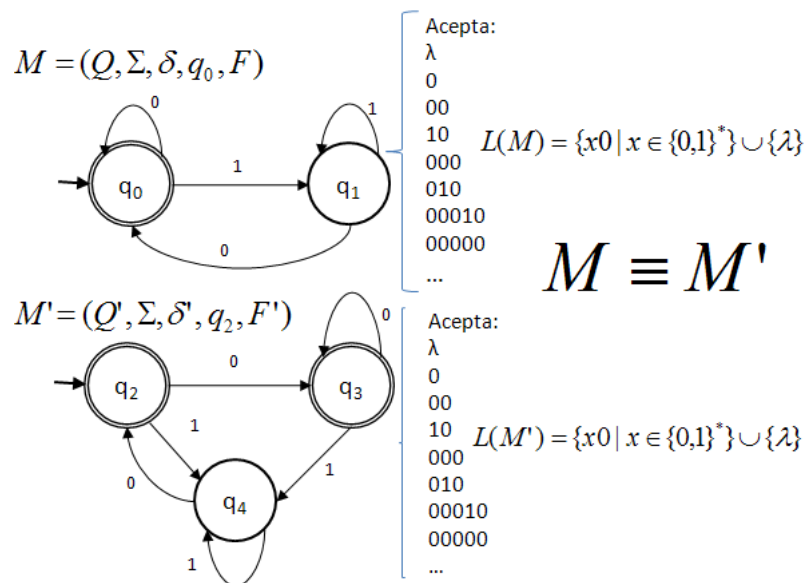 M = (Q, Σ, δ, q₀, F)
0
1
q₀
1
q₁
0
Acepta:
λ
0
00
10
000
010
00010
00000
...
L(M) = {x0 | x ∈ {0,1}*} ∪ {λ}
M ≡ M'
M' = (Q', Σ, δ', q₂, F')
0
q₂
0
q₃
1
1
0
q₄
1
Acepta:
λ
0
00
10
000
010
00010
00000
...
L(M') = {x0 | x ∈ {0,1}*} ∪ {λ}